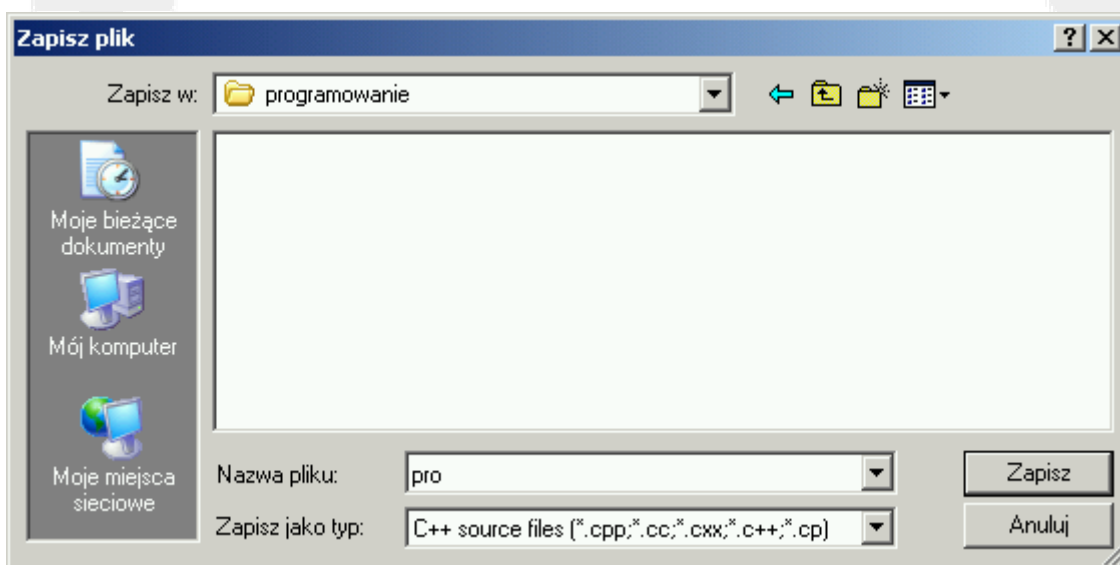 Zapisz plik
Zapisz w: programowanie
Moje bieżące
dokumenty
Mój komputer
Moje miejsca
sieciowe
Nazwa pliku: pro Zapisz
Zapisz jako typ: C++ source files (*.cpp;*.cc;*.cxx;*.c++;*.cp) Anuluj